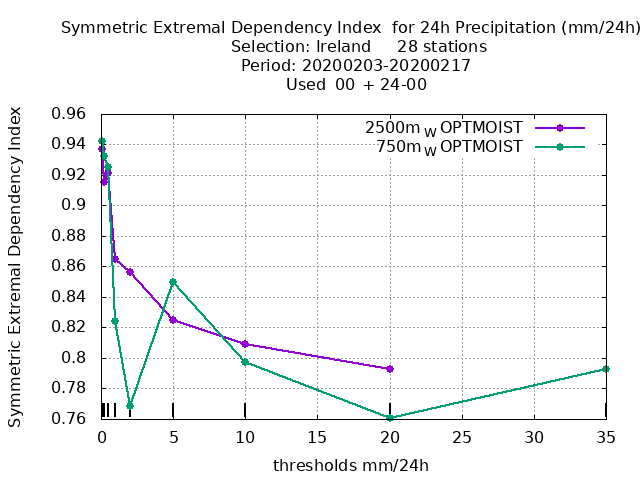 Symmetric Extremal Dependency Index  for 24h Precipitation (mm/24h)
Selection: Ireland     28 stations
Period: 20200203-20200217
Used  00  + 24-00
Symmetric Extremal Dependency Index
0.96
0.94
0.92
0.9
0.88
0.86
0.84
0.82
0.8
0.78
0.76
2500m W OPTMOIST
750m W OPTMOIST
0 5 10 15 20 25 30 35
thresholds mm/24h